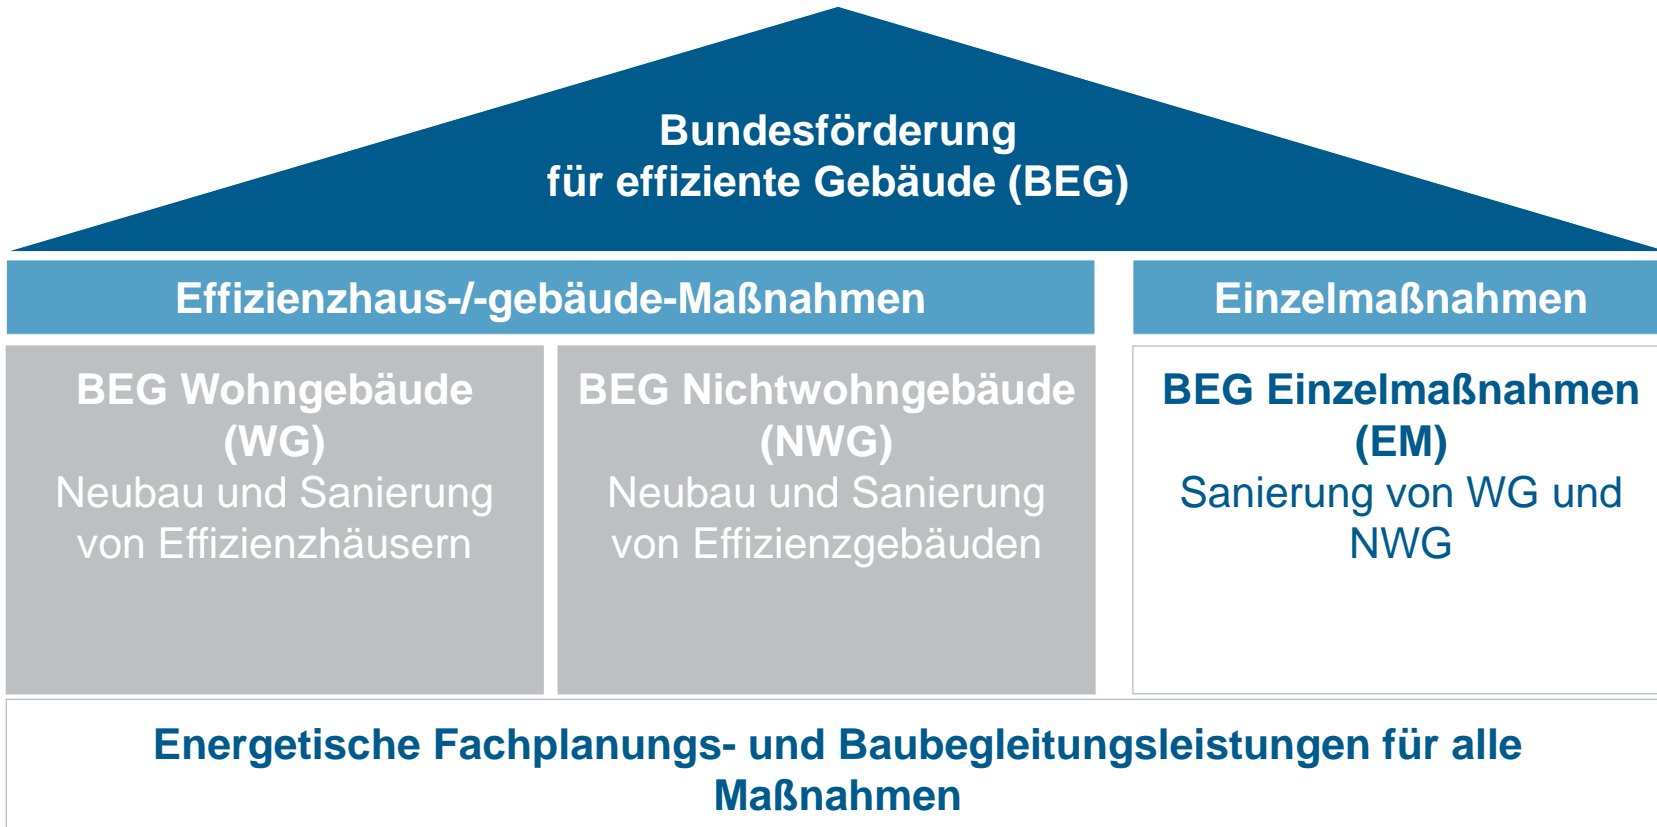 Bundesförderung
für effiziente Gebäude (BEG)
Effizienzhaus-/-gebäude-Maßnahmen
Einzelmaßnahmen
BEG Wohngebäude
(WG)
Neubau und Sanierung
von Effizienzhäusern
BEG Nichtwohngebäude
(NWG)
Neubau und Sanierung
von Effizienzgebäuden
BEG Einzelmaßnahmen
(EM)
Sanierung von WG und
NWG
Energetische Fachplanungs- und Baubegleitungsleistungen für alle
Maßnahmen